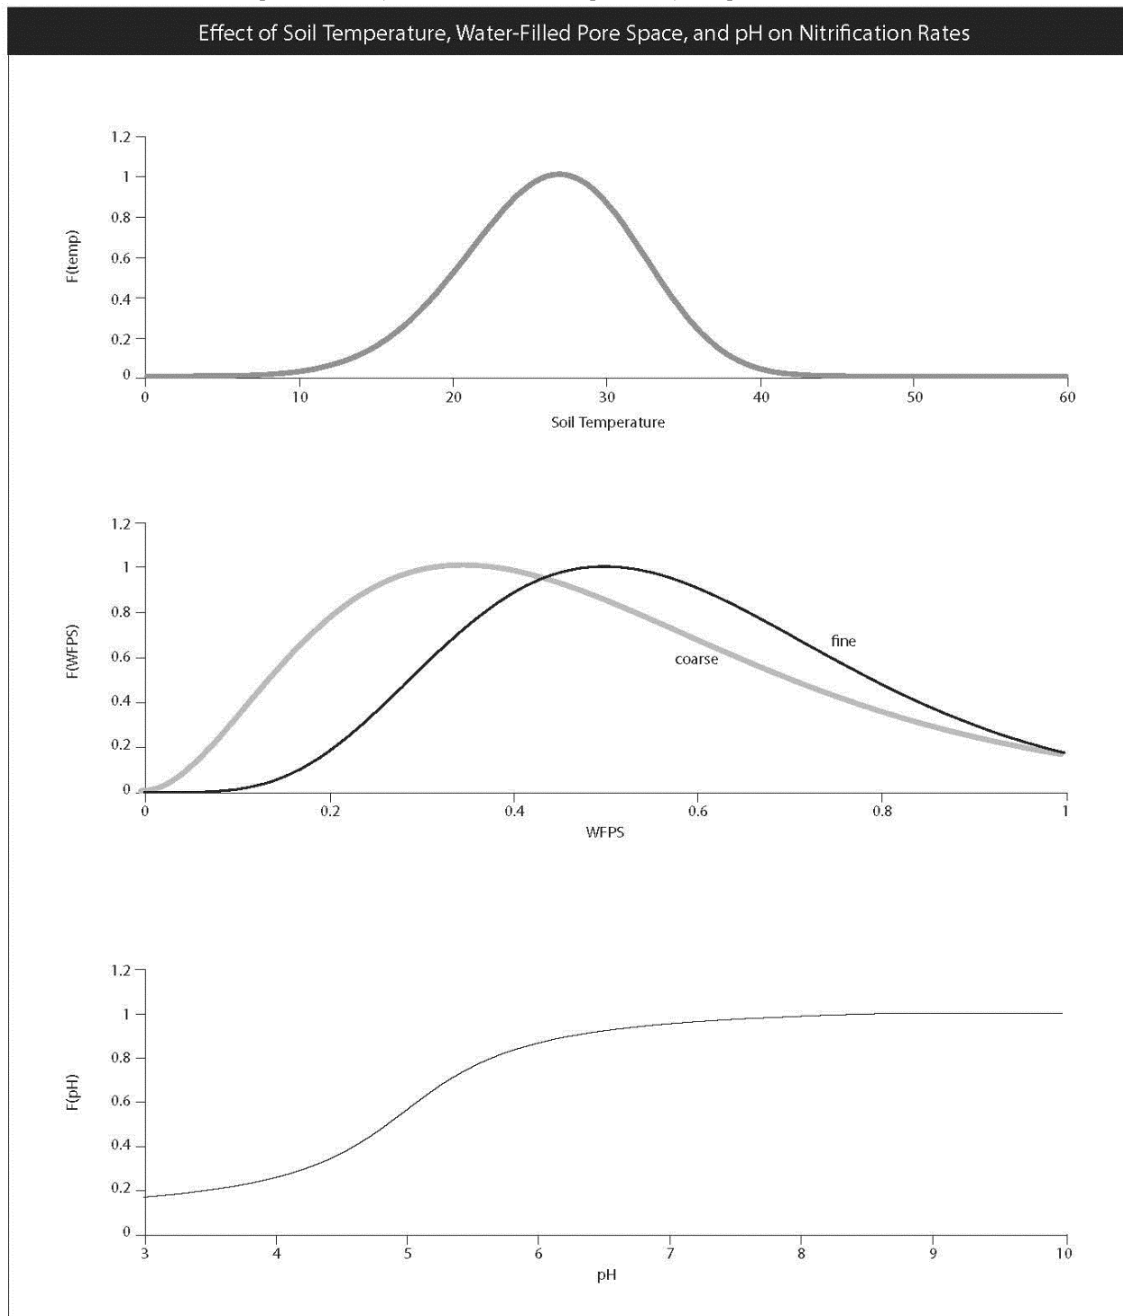 Effect of Soil Temperature, Water-Filled Pore Space, and pH on Nitrification Rates
1.2
1
0.8
0.6
0.4
0.2
0
F(temp)
0 10 20 30 40 50 60
Soil Temperature
1.2
1
0.8
0.6
0.4
0.2
0
F(WFPS)
fine
coarse
0 0.2 0.4 0.6 0.8 1
WFPS
1.2
1
0.8
0.6
0.4
0.2
0
F(pH)
3 4 5 6 7 8 9 10
pH